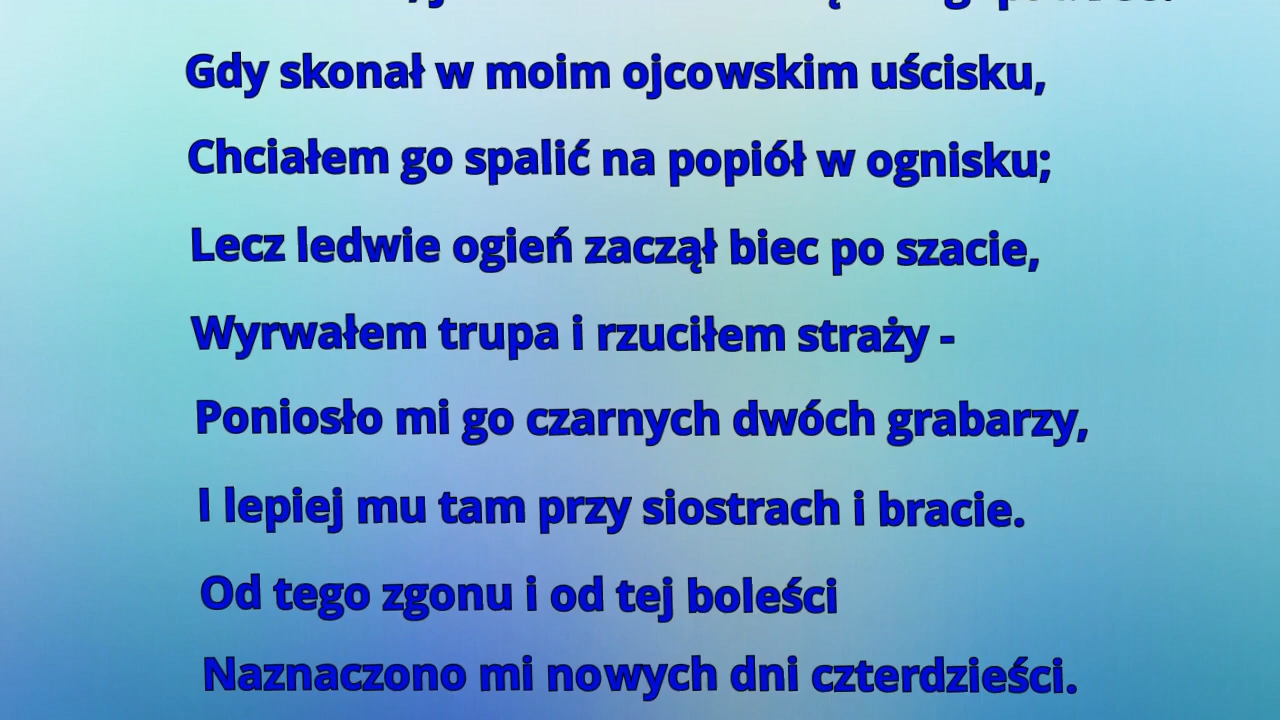 Gdy skonał w moim ojcowskim uścisku,
Chciałem go spalić na popiół w ognisku;
Lecz ledwie ogień zaczął biec po szacie,
Wyrwałem trupa i rzuciłem straży -
Poniosło mi go czarnych dwóch grabarzy,
I lepiej mu tam przy siostrach i bracie.
Od tego zgonu i od tej boleści
Naznaczono mi nowych dni czterdzieści.